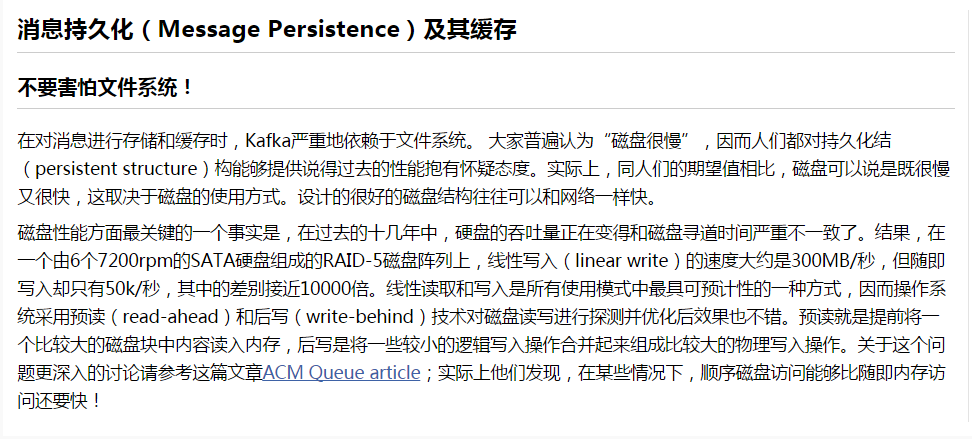 消息持久化（Message Persistence）及其缓存
不要害怕文件系统！
在对消息进行存储和缓存时，Kafka严重地依赖于文件系统。 大家普遍认为“磁盘很慢”，因而人们都对持久化结
（persistent structure）构能够提供说得过去的性能抱有怀疑态度。实际上，同人们的期望值相比，磁盘可以说是既很慢
又很快，这取决于磁盘的使用方式。设计的很好的磁盘结构往往可以和网络一样快。
磁盘性能方面最关键的一个事实是，在过去的十几年中，硬盘的吞吐量正在变得和磁盘寻道时间严重不一致了。结果，在
一个由6个7200rpm的SATA硬盘组成的RAID-5磁盘阵列上，线性写入（linear write）的速度大约是300MB/秒，但随即
写入却只有50k/秒，其中的差别接近10000倍。线性读取和写入是所有使用模式中最具可预计性的一种方式，因而操作系
统采用预读（read-ahead）和后写（write-behind）技术对磁盘读写进行探测并优化后效果也不错。预读就是提前将一
个比较大的磁盘块中内容读入内存，后写是将一些较小的逻辑写入操作合并起来组成比较大的物理写入操作。关于这个问
题更深入的讨论请参考这篇文章ACM Queue article；实际上他们发现，在某些情况下，顺序磁盘访问能够比随即内存访
问还要快！